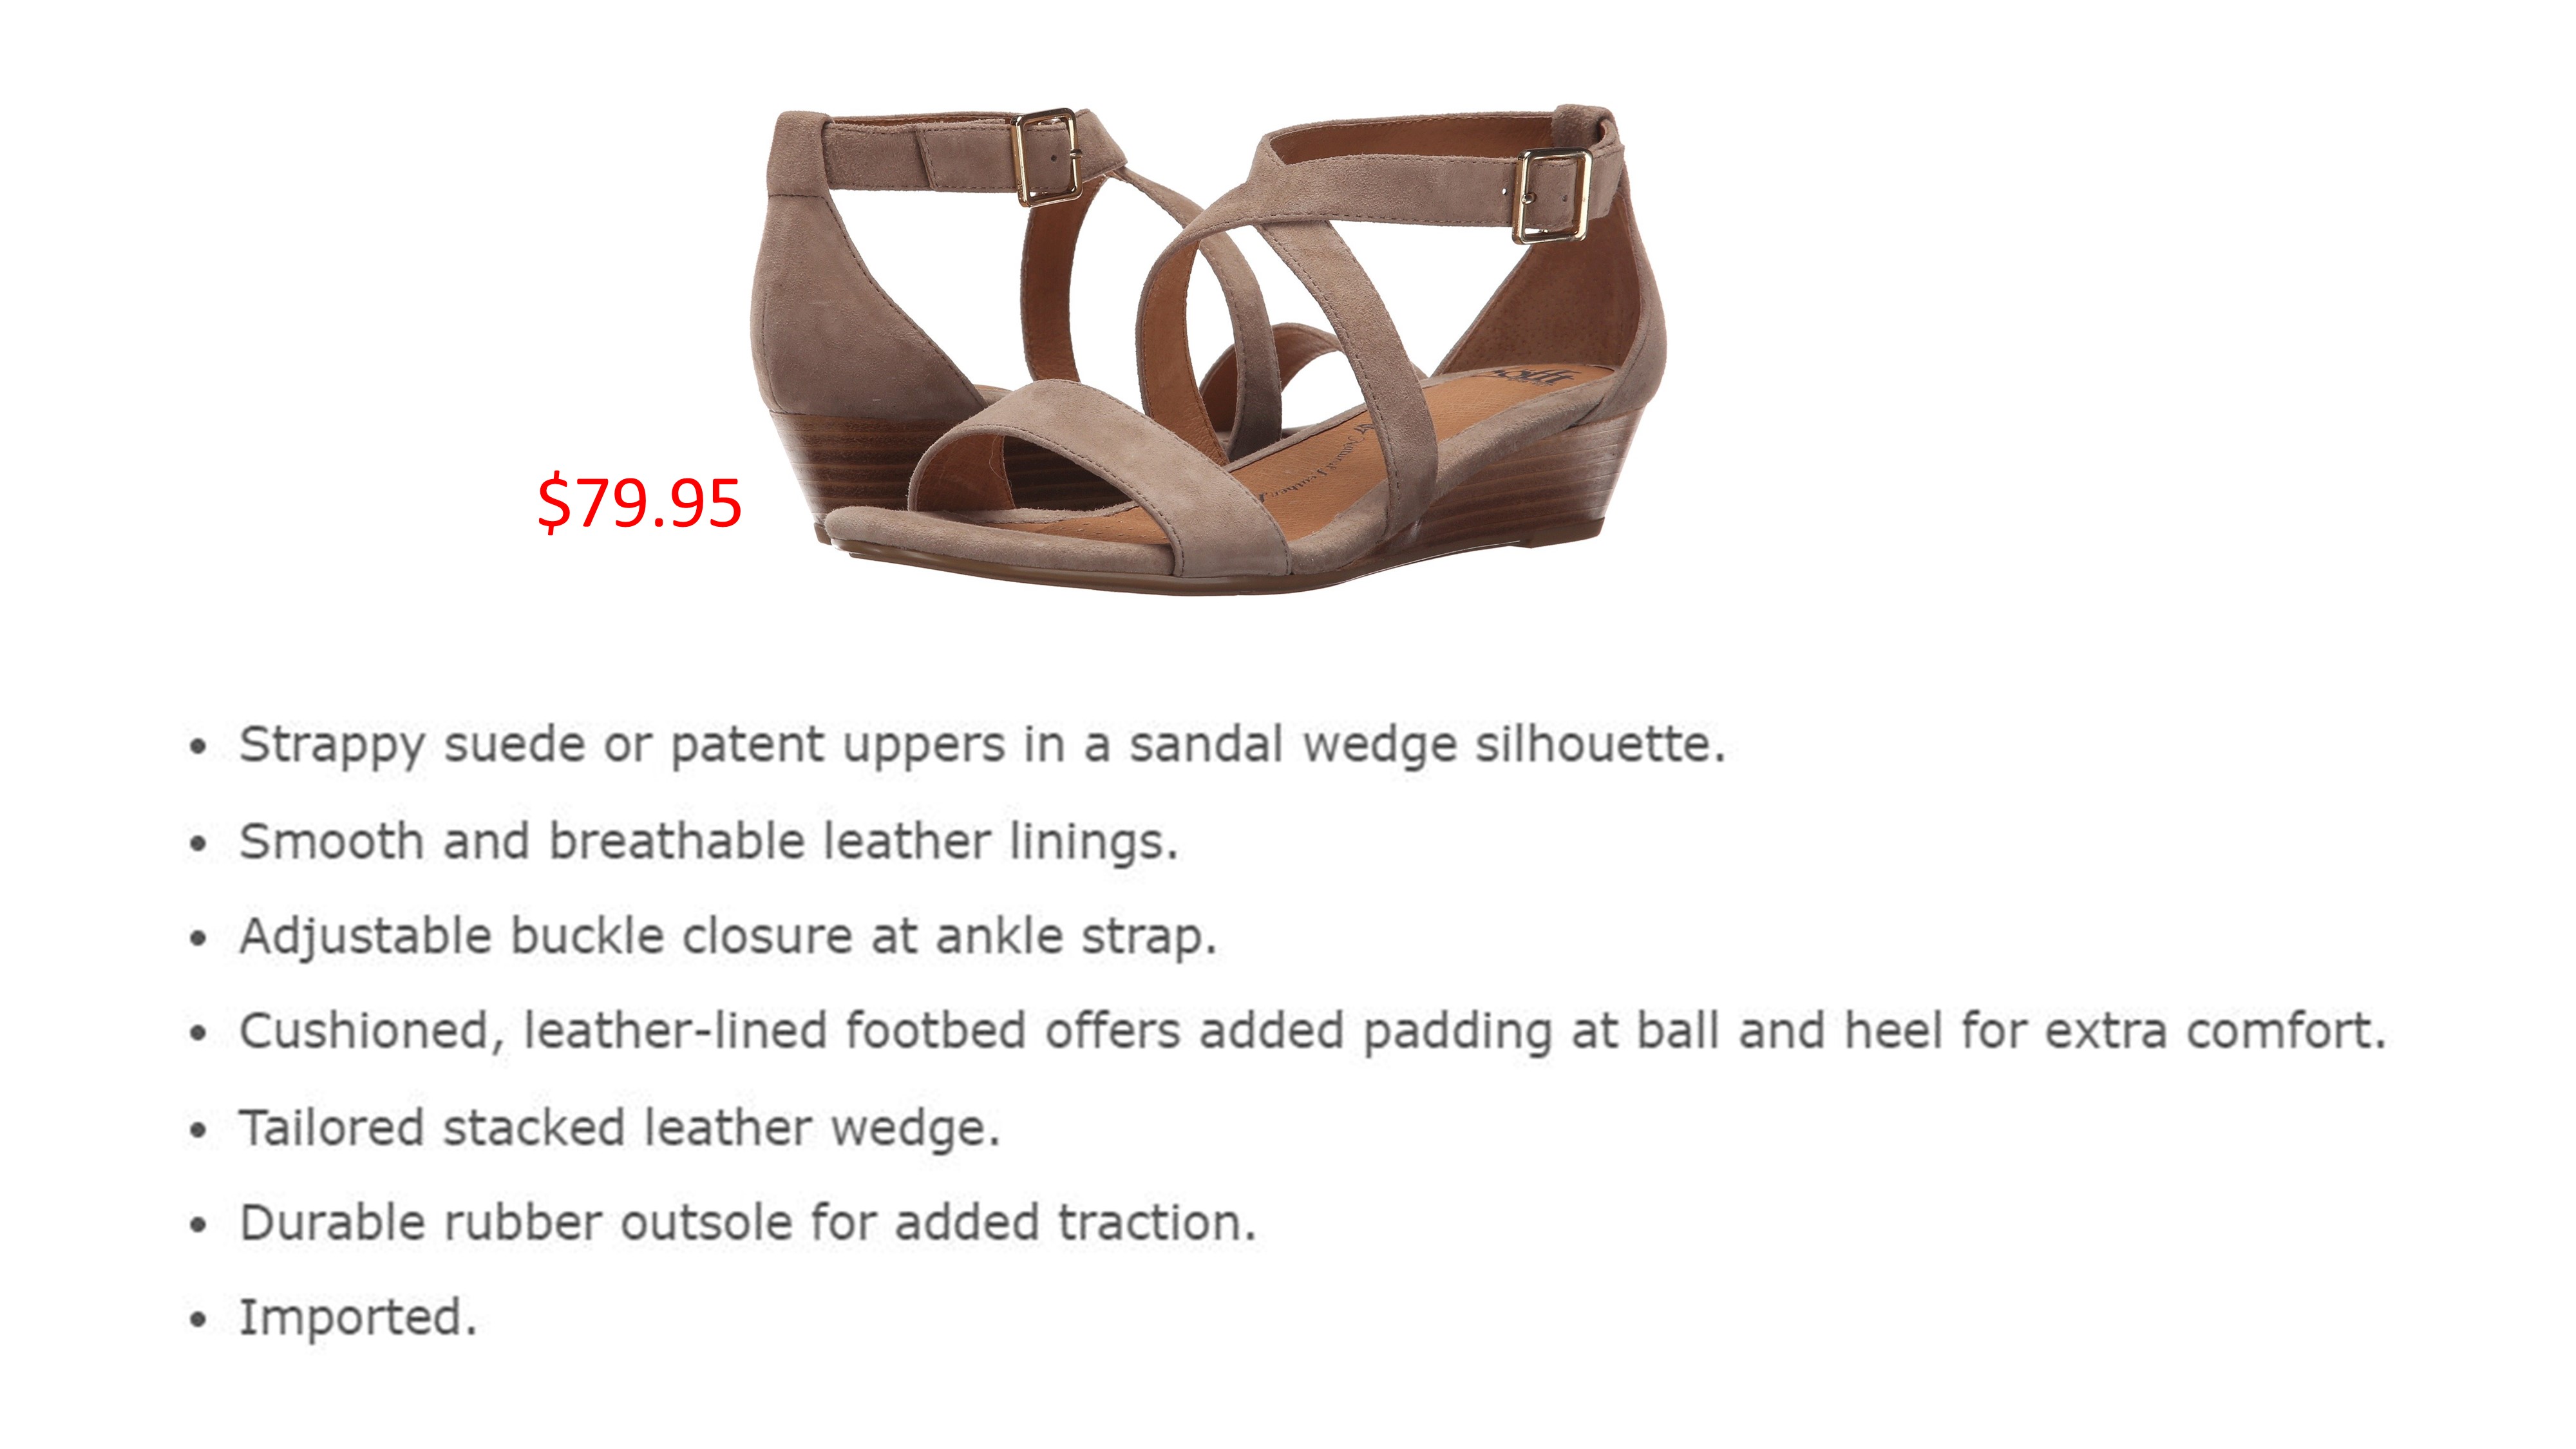 $79.95
• Strappy suede or patent uppers in a sandal wedge silhouette.
• Smooth and breathable leather linings.
• Adjustable buckle closure at ankle strap.
• Cushioned, leather-lined footbed offers added padding at ball and heel for extra comfort.
• Tailored stacked leather wedge.
• Durable rubber outsole for added traction.
• Imported.